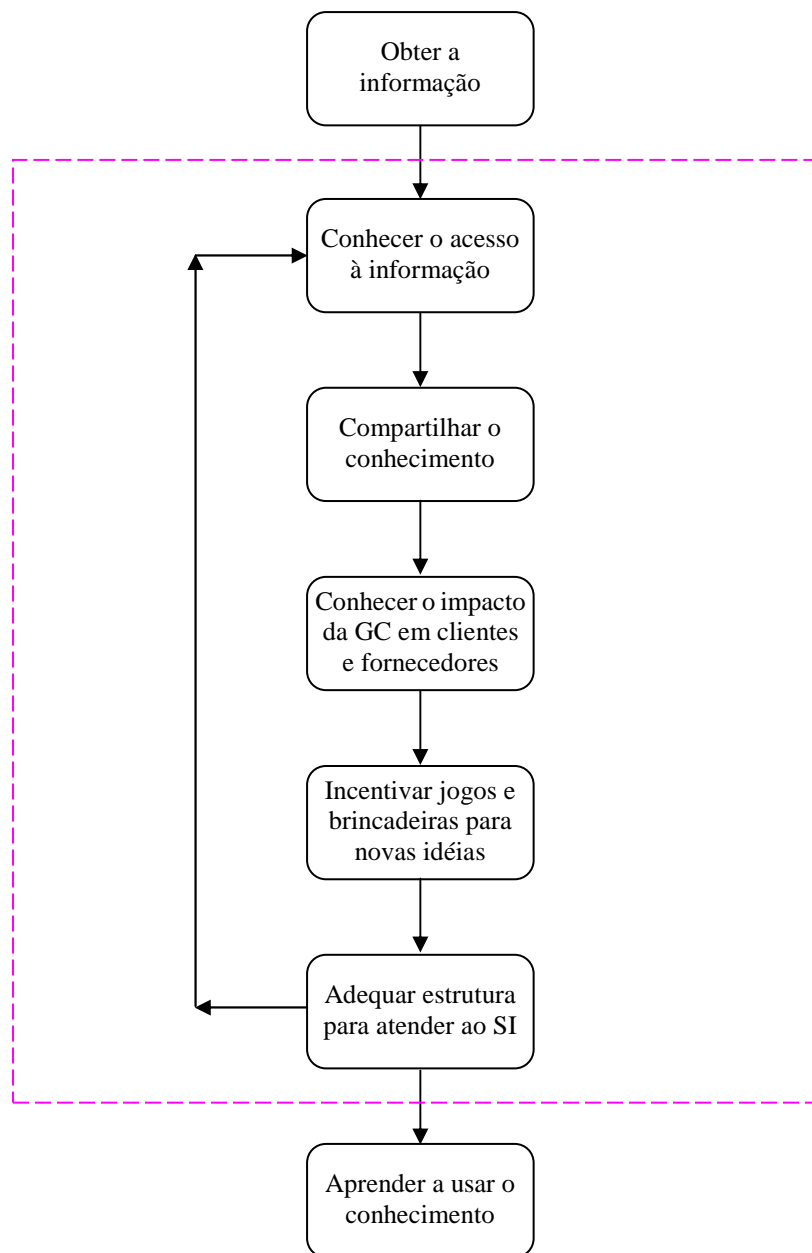 Obter a
informação
Conhecer o acesso
à informação
Compartilhar o
conhecimento
Conhecer o impacto
da GC em clientes
e fornecedores
Incentivar jogos e
brincadeiras para
novas idéias
Adequar estrutura
para atender ao SI
Aprender a usar o
conhecimento